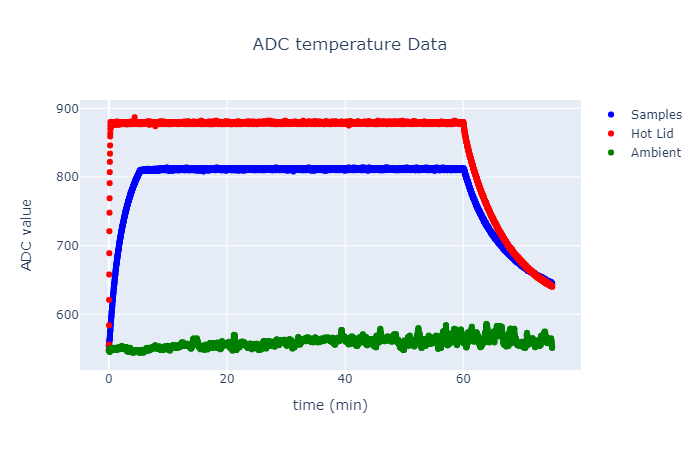 ADC temperature Data
900
800
700
600
0
20
40
60
ADC value
time (min)
Samples
Hot Lid
Ambient